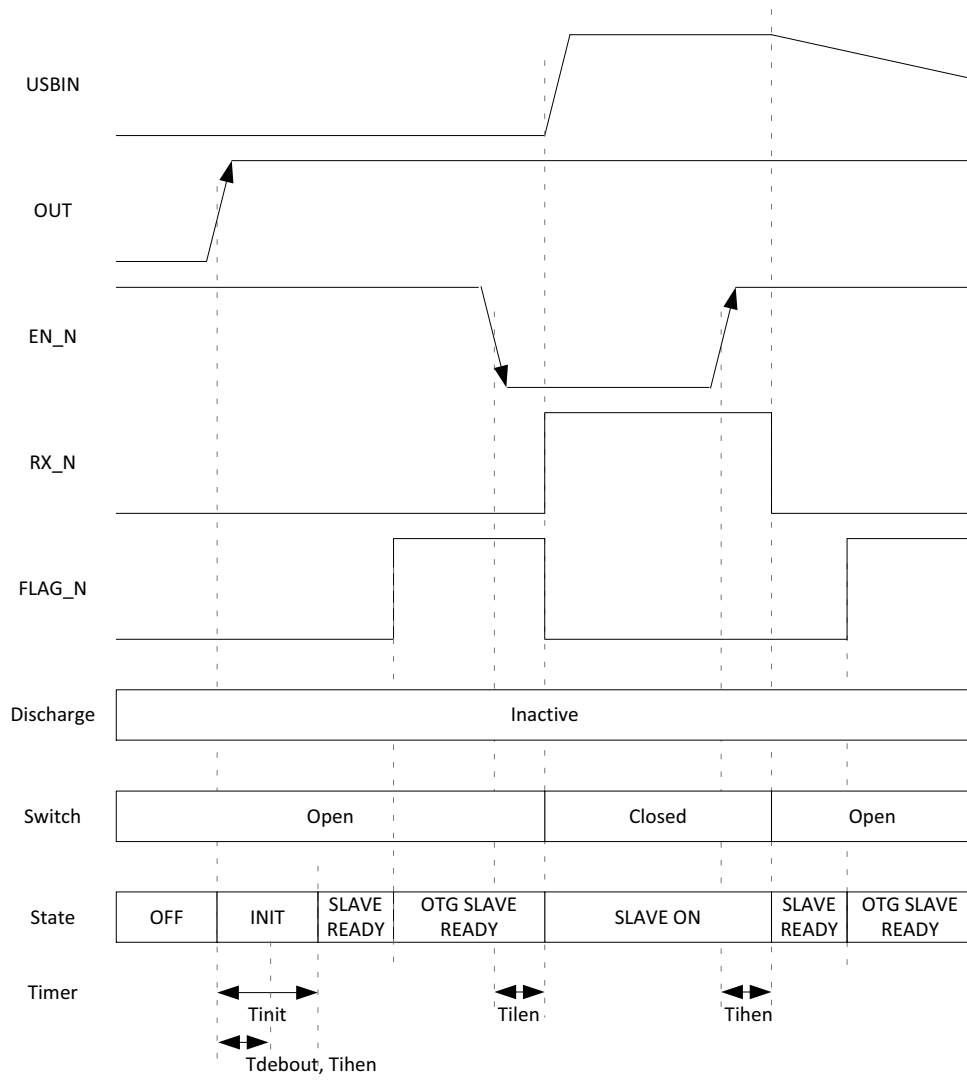 USBIN
OUT
EN_N
RX_N
FLAG_N
Discharge
Inactive
Switch
Open
Closed
Open
State
OFF
INIT
SLAVE
READY
OTG SLAVE
READY
SLAVE ON
SLAVE
READY
OTG SLAVE
READY
Timer
Tinit
Tilen
Tihen
Tdebout, Tihen